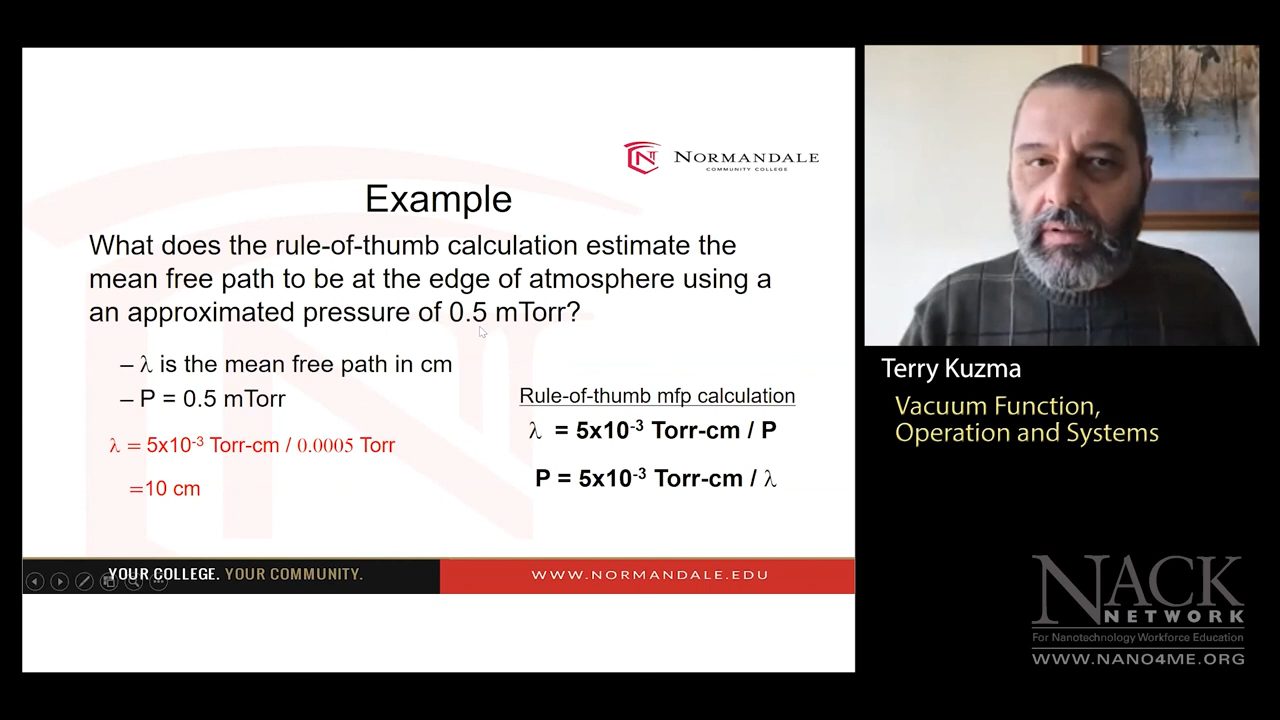 NORMANDALE
COMMUNITY COLLEGE
Example
What does the rule-of-thumb calculation estimate the
mean free path to be at the edge of atmosphere using a
an approximated pressure of 0.5 mTorr?
– λ is the mean free path in cm
– P = 0.5 mTorr
λ = 5x10⁻³ Torr-cm / 0.0005 Torr
=10 cm
Rule-of-thumb mfp calculation
λ = 5x10⁻³ Torr-cm / P
P = 5x10⁻³ Torr-cm / λ
YOUR COLLEGE. YOUR COMMUNITY.
WWW.NORMANDALE.EDU
Terry Kuzma
Vacuum Function,
Operation and Systems
NACK
NETWORK
For Nanotechnology Workforce Education
WWW.NANO4ME.ORG